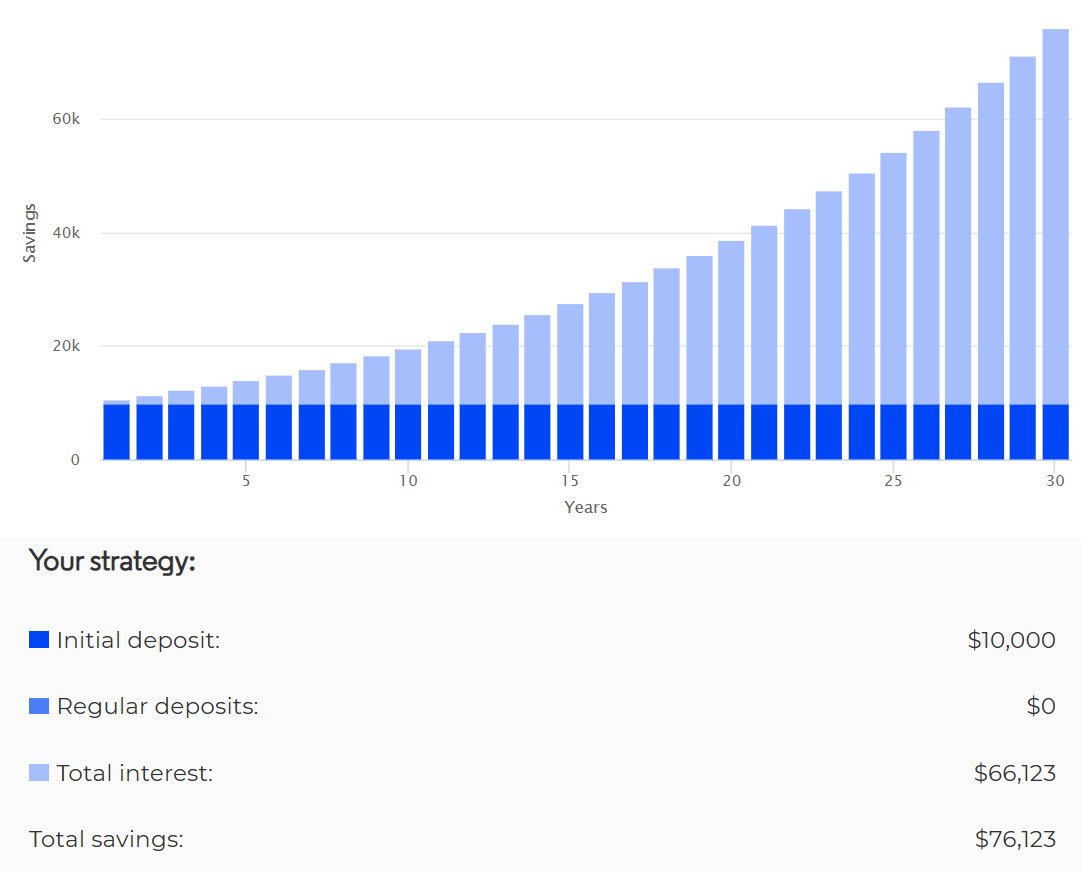 60k
40k
20k
0
Savings
5 10 15 20 25 30
Years
Your strategy:
Initial deposit: $10,000
Regular deposits: $0
Total interest: $66,123
Total savings: $76,123